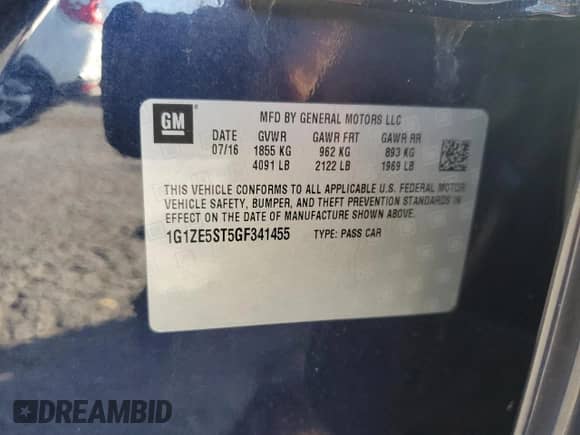 GM
MFD BY GENERAL MOTORS LLC
DATE GVWR GAWR FRT GAWR RR
07/16 1855 KG 962 KG 893 KG
4091 LB 2122 LB 1969 LB
THIS VEHICLE CONFORMS TO ALL APPLICABLE U.S. FEDERAL MOTOR
VEHICLE SAFETY, BUMPER, AND THEFT PREVENTION STANDARDS IN
EFFECT ON THE DATE OF MANUFACTURE SHOWN ABOVE.
1G1ZE5ST5GF341455 TYPE: PASS CAR
DREAMBID